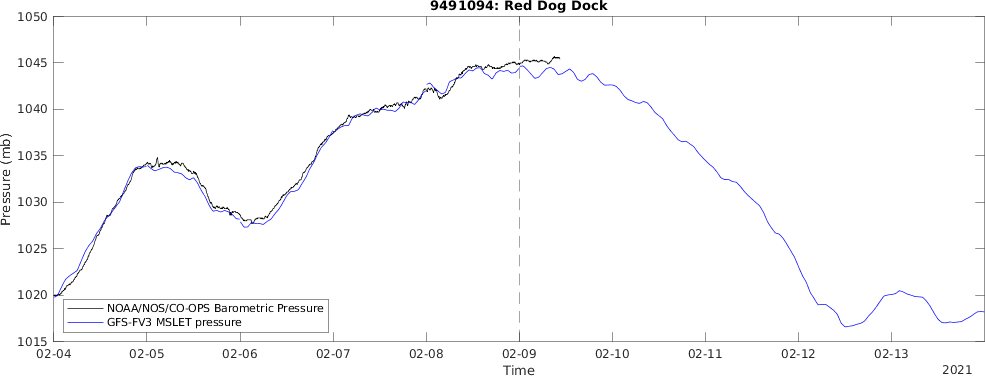 9491094: Red Dog Dock
Pressure (mb)
1050
1045
1040
1035
1030
1025
1020
1015
NOAA/NOS/CO-OPS Barometric Pressure
GFS-FV3 MSLET pressure
02-04 02-05 02-06 02-07 02-08 02-09 02-10 02-11 02-12 02-13
Time
2021